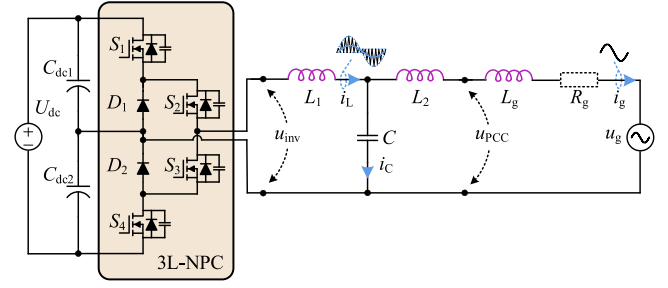 S1
Cdc1
Udc
D1
S2
D2
S3
Cdc2
S4
3L-NPC
uinv
L1
iL
C
iC
L2
uPCC
Lg
Rg
ig
ug